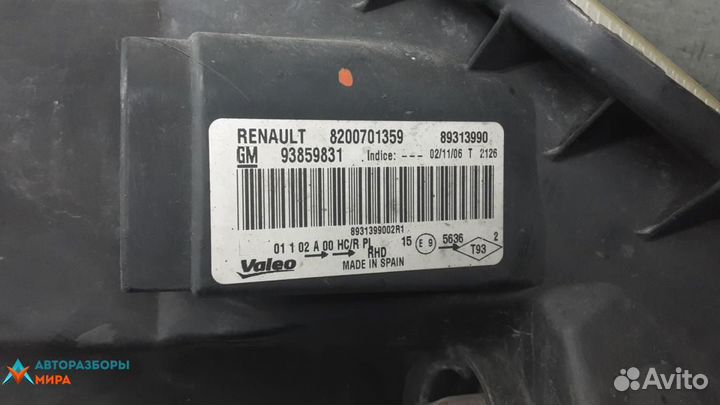 RENAULT 8200701359 89313990
GM 93859831 Indice: --- 02/11/06 T 2126
8931399002R1
01 1 02 A 00 HC/R PL 15 E 9 5636 2
Valeo RHD T93
MADE IN SPAIN
АВТОРАЗБОРЫ
МИРА
Avito